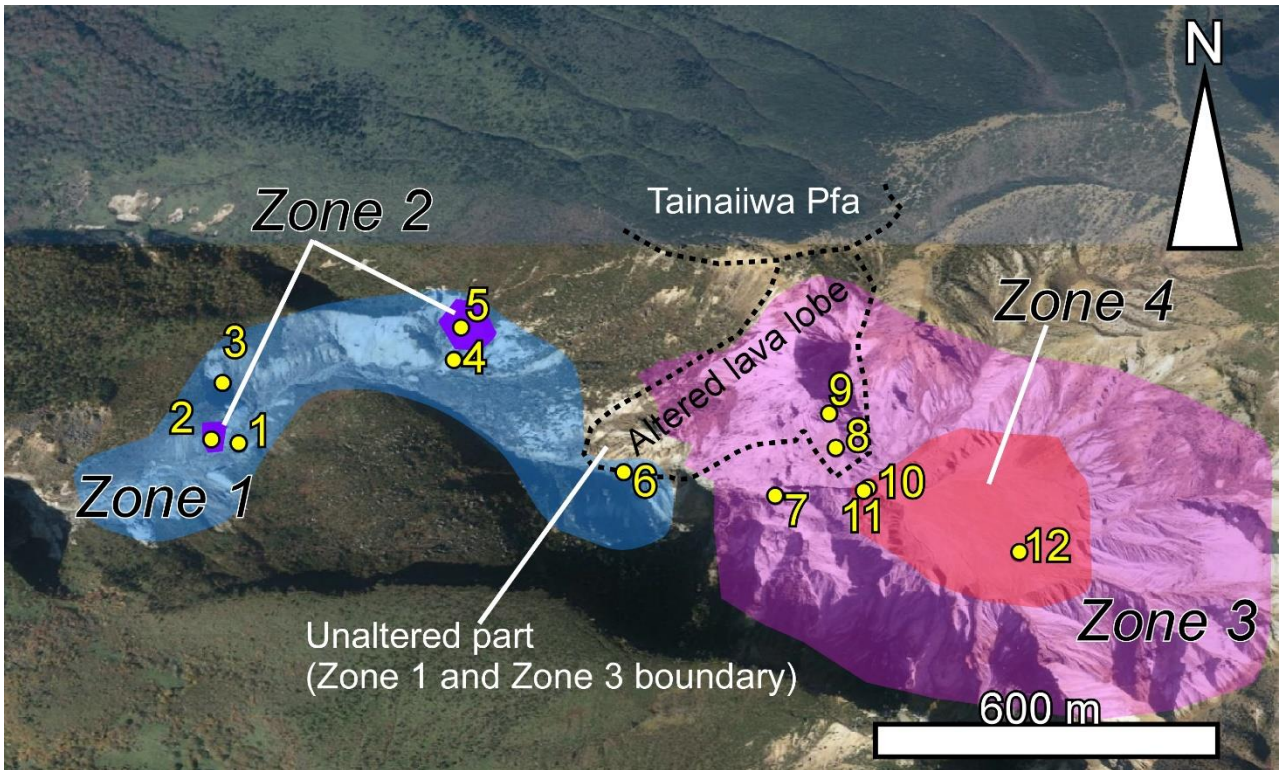 N
Tainaiiwa Pfa
Zone 2
Zone 4
Altered lava lobe
5
4
3
2
1
9
8
6
7
10
11
12
Zone 1
Zone 3
Unaltered part
(Zone 1 and Zone 3 boundary)
600 m